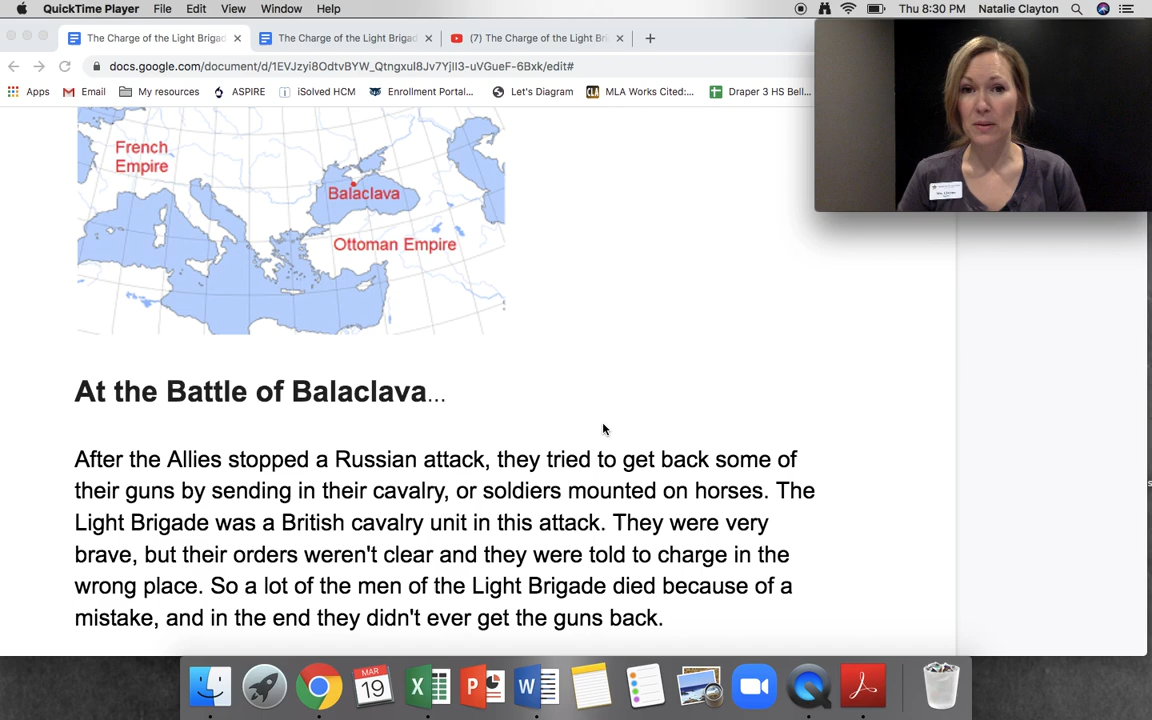 QuickTime Player File Edit View Window Help Thu 8:30 PM Natalie Clayton
The Charge of the Light Brigad × The Charge of the Light Brigad × (7) The Charge of the Light Bri × +
docs.google.com/document/d/1EVJzyi8OdtvBYW_Qtngxul8Jv7YjII3-uVGueF-6Bxk/edit#
Apps Email My resources ASPIRE iSolved HCM Enrollment Portal... Let's Diagram CLA MLA Works Cited:... Draper 3 HS Bell...
French
Empire
Balaclava
Ottoman Empire
At the Battle of Balaclava...
After the Allies stopped a Russian attack, they tried to get back some of
their guns by sending in their cavalry, or soldiers mounted on horses. The
Light Brigade was a British cavalry unit in this attack. They were very
brave, but their orders weren't clear and they were told to charge in the
wrong place. So a lot of the men of the Light Brigade died because of a
mistake, and in the end they didn't ever get the guns back.
MAR
19